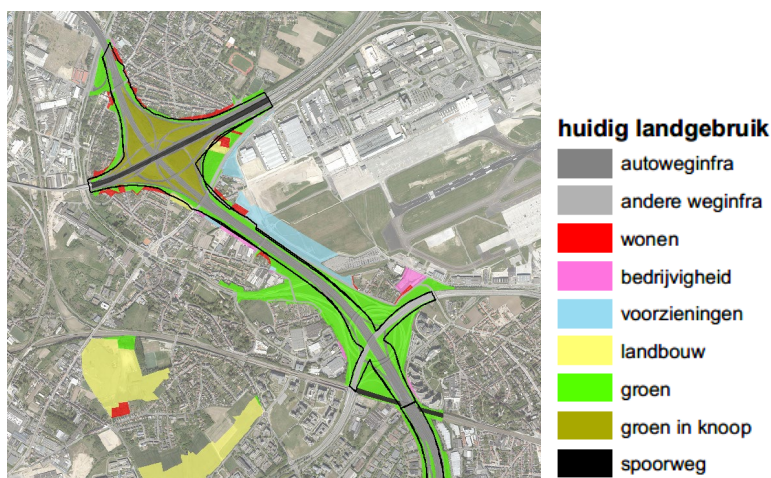 huidig landgebruik
autoweginfra
andere weginfra
wonen
bedrijvigheid
voorzieningen
landbouw
groen
groen in knoop
spoorweg